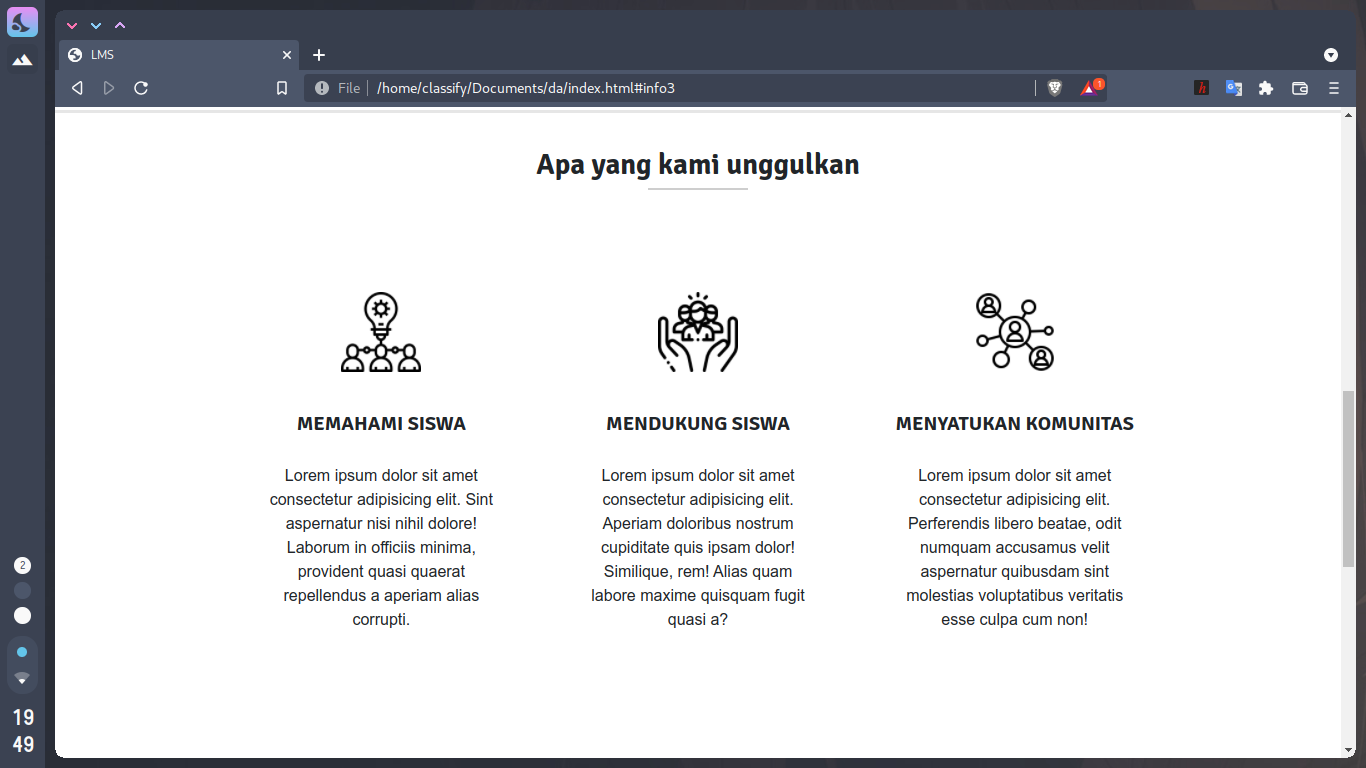 LMS
File
/home/classify/Documents/da/index.html#info3
1
Apa yang kami unggulkan
MEMAHAMI SISWA
Lorem ipsum dolor sit amet
consectetur adipisicing elit. Sint
aspernatur nisi nihil dolore!
Laborum in officiis minima,
provident quasi quaerat
repellendus a aperiam alias
corrupti.
MENDUKUNG SISWA
Lorem ipsum dolor sit amet
consectetur adipisicing elit.
Aperiam doloribus nostrum
cupiditate quis ipsam dolor!
Similique, rem! Alias quam
labore maxime quisquam fugit
quasi a?
MENYATUKAN KOMUNITAS
Lorem ipsum dolor sit amet
consectetur adipisicing elit.
Perferendis libero beatae, odit
numquam accusamus velit
aspernatur quibusdam sint
molestias voluptatibus veritatis
esse culpa cum non!
2
19
49